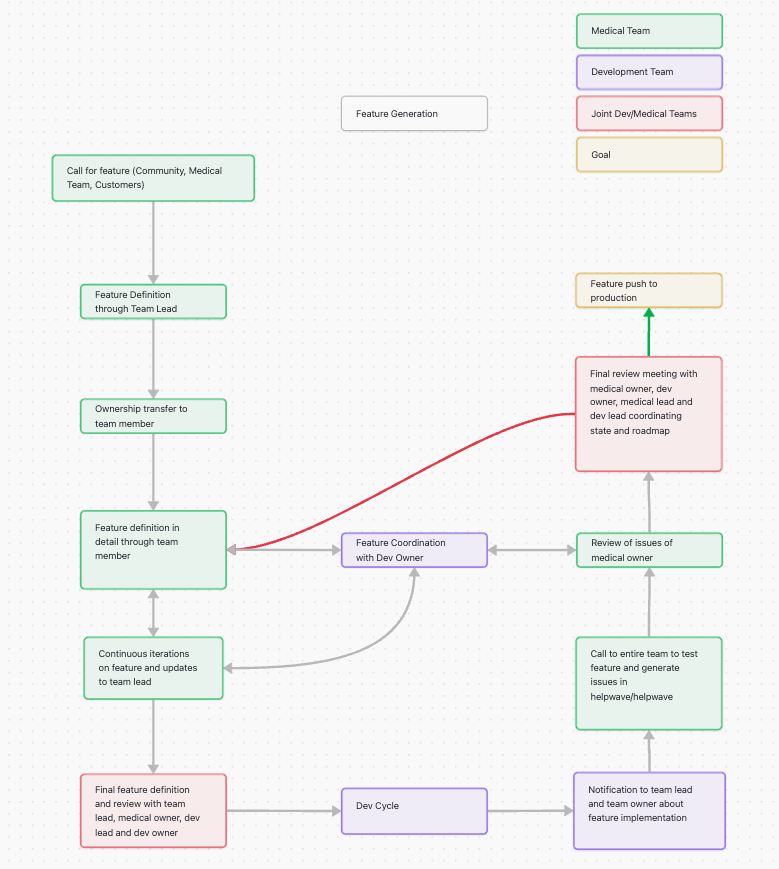 Medical Team
Development Team
Feature Generation
Joint Dev/Medical Teams
Goal
Call for feature (Community, Medical
Team, Customers)
Feature Definition
through Team Lead
Ownership transfer to
team member
Feature definition in
detail through team
member
Continuous iterations
on feature and updates
to team lead
Final feature definition
and review with team
lead, medical owner, dev
lead and dev owner
Feature Coordination
with Dev Owner
Dev Cycle
Feature push to
production
Final review meeting with
medical owner, dev
owner, medical lead and
dev lead coordinating
state and roadmap
Review of issues of
medical owner
Call to entire team to test
feature and generate
issues in
helpwave/helpwave
Notification to team lead
and team owner about
feature implementation